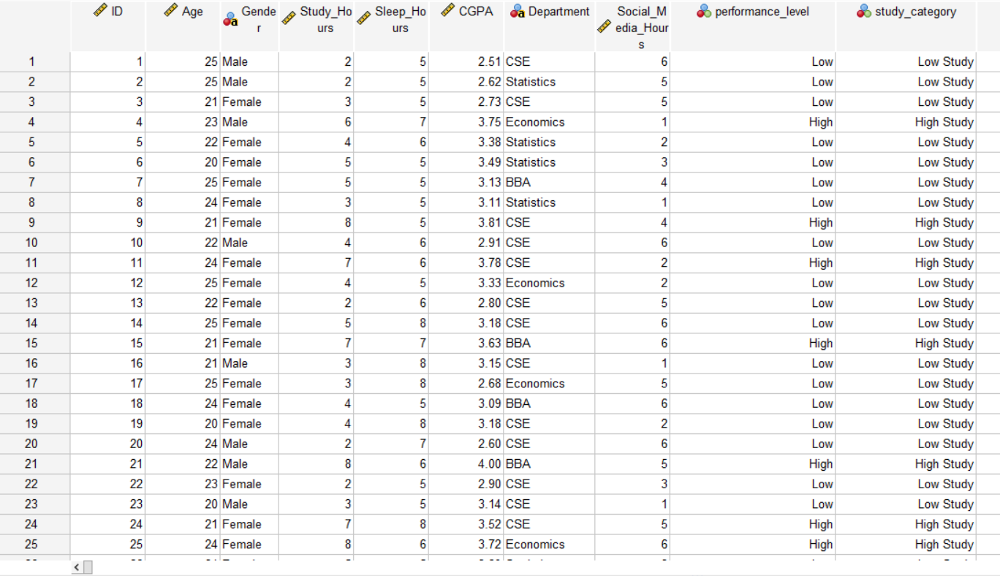 ID Age Gende r Study_Ho urs Sleep_Ho urs CGPA Department Social_M edia_Hour s performance_level study_category
1 1 25 Male 2 5 2.51 CSE 6 Low Low Study
2 2 25 Male 2 5 2.62 Statistics 5 Low Low Study
3 3 21 Female 3 5 2.73 CSE 5 Low Low Study
4 4 23 Male 6 7 3.75 Economics 1 High High Study
5 5 22 Female 4 6 3.38 Statistics 2 Low Low Study
6 6 20 Female 5 5 3.49 Statistics 3 Low Low Study
7 7 25 Female 5 5 3.13 BBA 4 Low Low Study
8 8 24 Female 3 5 3.11 Statistics 1 Low Low Study
9 9 21 Female 8 5 3.81 CSE 4 High High Study
10 10 22 Male 4 6 2.91 CSE 6 Low Low Study
11 11 24 Female 7 6 3.78 CSE 2 High High Study
12 12 25 Female 4 5 3.33 Economics 2 Low Low Study
13 13 22 Female 2 6 2.80 CSE 5 Low Low Study
14 14 25 Female 5 8 3.18 CSE 6 Low Low Study
15 15 21 Female 7 7 3.63 BBA 6 High High Study
16 16 21 Male 3 8 3.15 CSE 1 Low Low Study
17 17 25 Female 3 8 2.68 Economics 5 Low Low Study
18 18 24 Female 4 5 3.09 BBA 6 Low Low Study
19 19 20 Female 4 8 3.18 CSE 2 Low Low Study
20 20 24 Male 2 7 2.60 CSE 6 Low Low Study
21 21 22 Male 8 6 4.00 BBA 5 High High Study
22 22 23 Female 2 5 2.90 CSE 3 Low Low Study
23 23 20 Male 3 5 3.14 CSE 1 Low Low Study
24 24 21 Female 7 8 3.52 CSE 5 High High Study
25 25 24 Female 8 6 3.72 Economics 6 High High Study